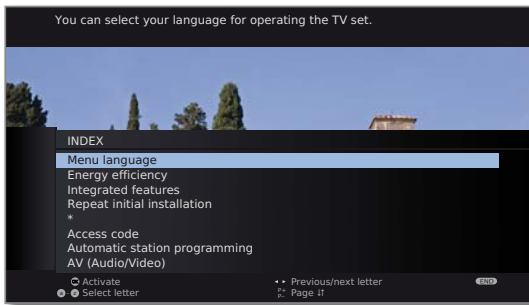 You can select your language for operating the TV set.
INDEX
Menu language
Energy efficiency
Integrated features
Repeat initial installation
*
Access code
Automatic station programming
AV (Audio/Video)
OK Activate
Previous/next letter
END
Select letter
P+ P– Page